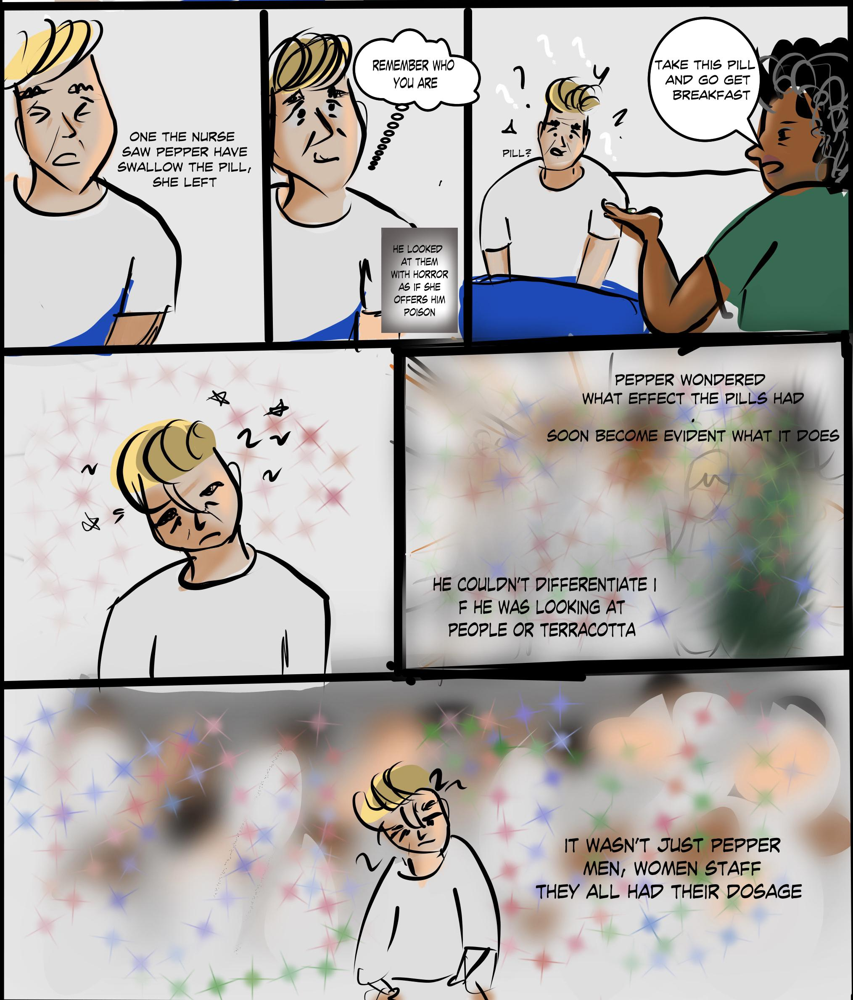 TAKE THIS PILL
AND GO GET
BREAKFAST
PILL?
REMEMBER WHO
YOU ARE
HE LOOKED
AT THEM
WITH HORROR
AS IF SHE
OFFERS HIM
POISON
ONE THE NURSE
SAW PEPPER HAVE
SWALLOW THE PILL,
SHE LEFT
PEPPER WONDERED
WHAT EFFECT THE PILLS HAD
.
SOON BECOME EVIDENT WHAT IT DOES
HE COULDN'T DIFFERENTIATE I
F HE WAS LOOKING AT
PEOPLE OR TERRACOTTA
IT WASN'T JUST PEPPER
MEN, WOMEN STAFF
THEY ALL HAD THEIR DOSAGE